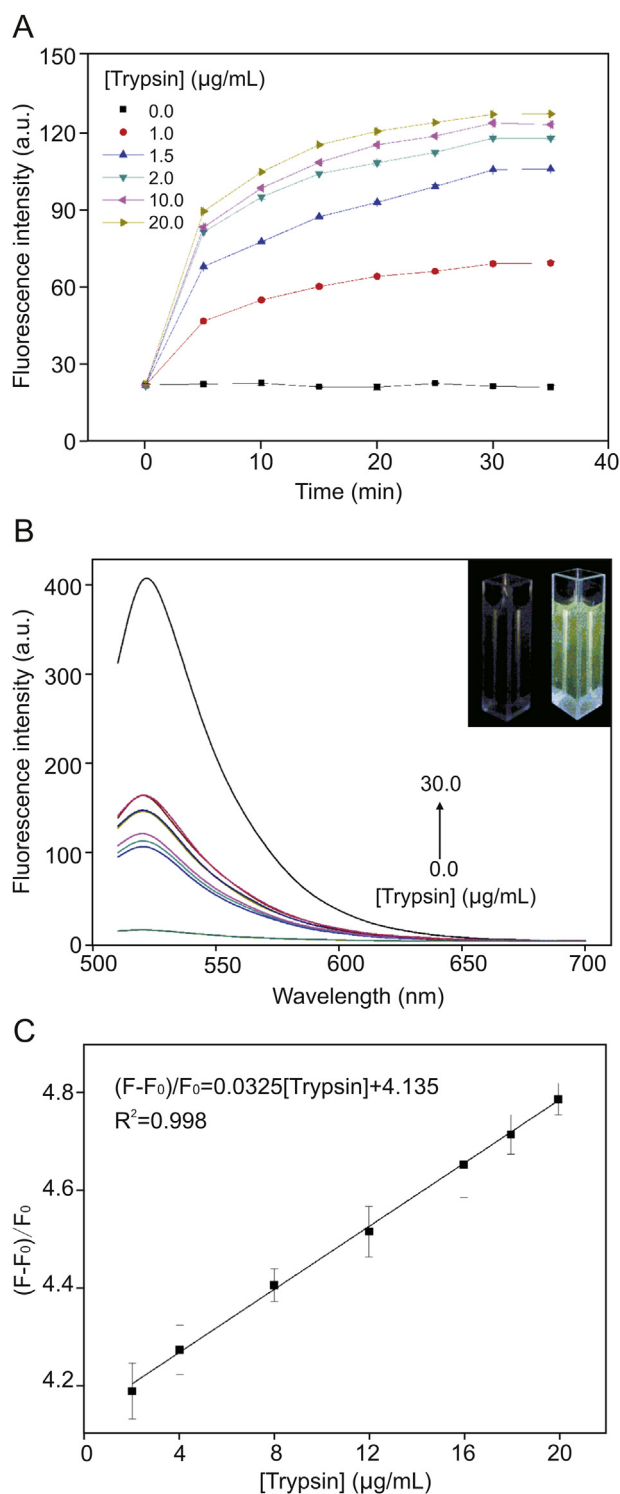 A
150
120
90
60
30
0
Fluorescence intensity (a.u.)
[Trypsin] (µg/mL)
0.0
1.0
1.5
2.0
10.0
20.0
0 10 20 30 40
Time (min)
B
400
300
200
100
0
Fluorescence intensity (a.u.)
30.0
0.0
[Trypsin] (µg/mL)
500 550 600 650 700
Wavelength (nm)
C
4.8
4.6
4.4
4.2
(F-F₀)/F₀
(F-F₀)/F₀=0.0325[Trypsin]+4.135
R²=0.998
0 4 8 12 16 20
[Trypsin] (µg/mL)